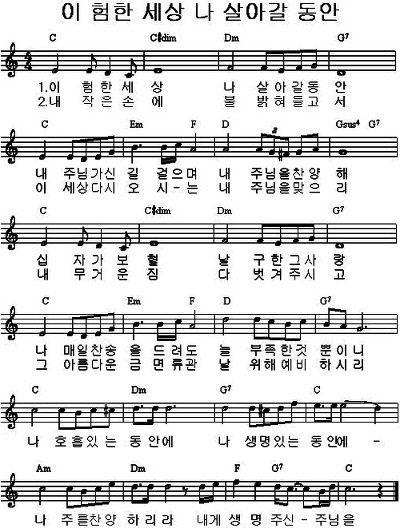 이 험한 세상 나 살아갈 동안
C C#dim Dm G7
1.이 험 한 세 상 나 살 아 갈 동 안
2.내 작 은 손 에 불 밝 혀 들 고 서
C Em F D Gsus4 G7
내 주님가신 길 걸으며 내 주님을찬양 해
이 세상다시 오 시-는 내 주님을맞으 리
C C#dim Dm G7
십 자 가 보 혈 날 구 한 그 사 랑
내 무 거 운 짐 다 벗 겨 주 시 고
C Em F D G7
나 매일찬송 을 드려도 늘 부족한것 뿐이니
그 아름다운 금 면류관 날 위해예비 하시리
C Dm G7 C
나 호흡있는 동안에 나 생명있는 동안에-
Am C Dm Em F G7 C
나 주를찬양 하리라 내게 생명 주신-주님을